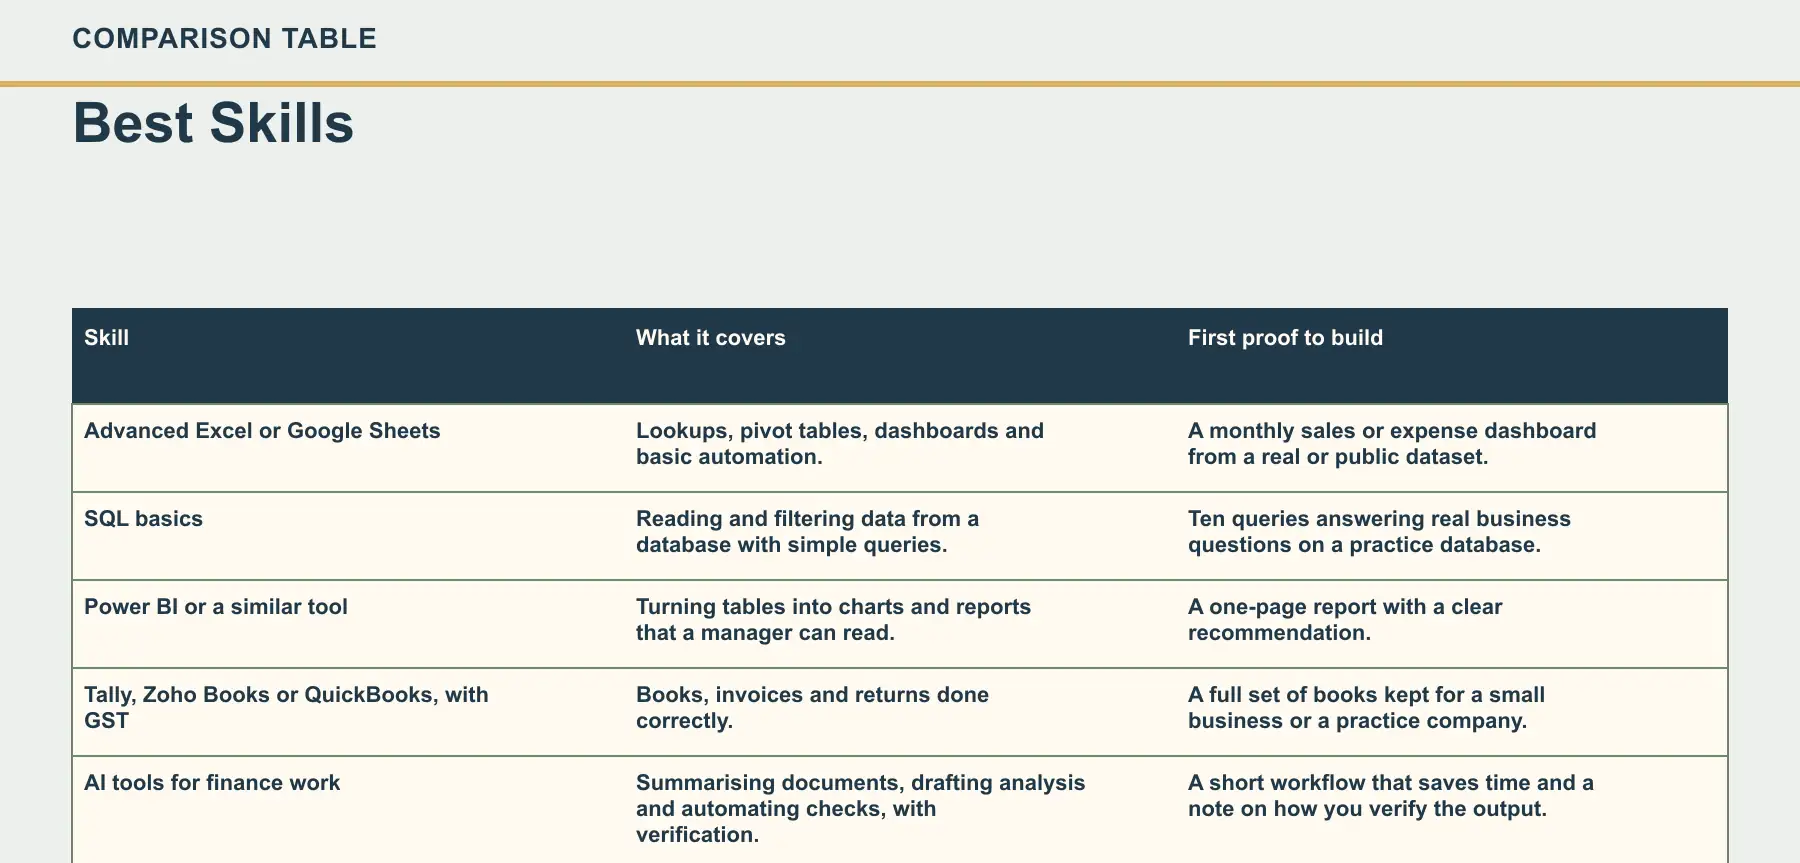 COMPARISON TABLE
Best Skills
Skill
What it covers
First proof to build
Advanced Excel or Google Sheets
Lookups, pivot tables, dashboards and
basic automation.
A monthly sales or expense dashboard
from a real or public dataset.
SQL basics
Reading and filtering data from a
database with simple queries.
Ten queries answering real business
questions on a practice database.
Power BI or a similar tool
Turning tables into charts and reports
that a manager can read.
A one-page report with a clear
recommendation.
Tally, Zoho Books or QuickBooks, with
GST
Books, invoices and returns done
correctly.
A full set of books kept for a small
business or a practice company.
AI tools for finance work
Summarising documents, drafting analysis
and automating checks, with
verification.
A short workflow that saves time and a
note on how you verify the output.